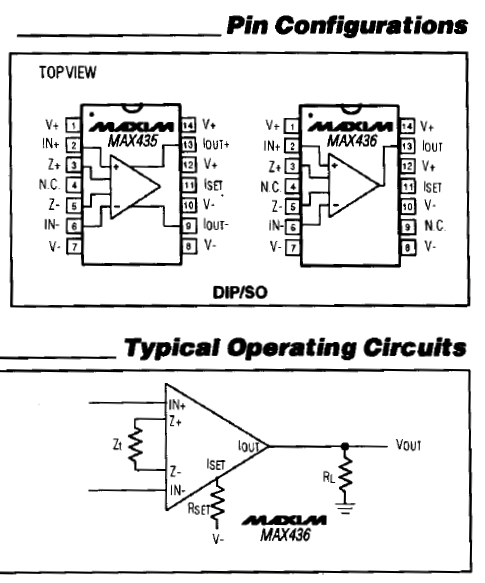 Pin Configurations
TOP VIEW
MAXIM
MAX435
V+ 1
IN+ 2
Z+ 3
N.C. 4
Z- 5
IN- 6
V- 7
14 V+
13 IOUT+
12 V+
11 ISET
10 V-
9 IOUT-
8 V-
+
−
MAXIM
MAX436
V+ 1
IN+ 2
Z+ 3
N.C. 4
Z- 5
IN- 6
V- 7
14 V+
13 IOUT
12 V+
11 ISET
10 V-
9 N.C.
8 V-
+
−
DIP/SO
Typical Operating Circuits
IN+
Z+
Zt
Z-
IN-
IOUT
ISET
RSET
V-
VOUT
RL
MAXIM
MAX436